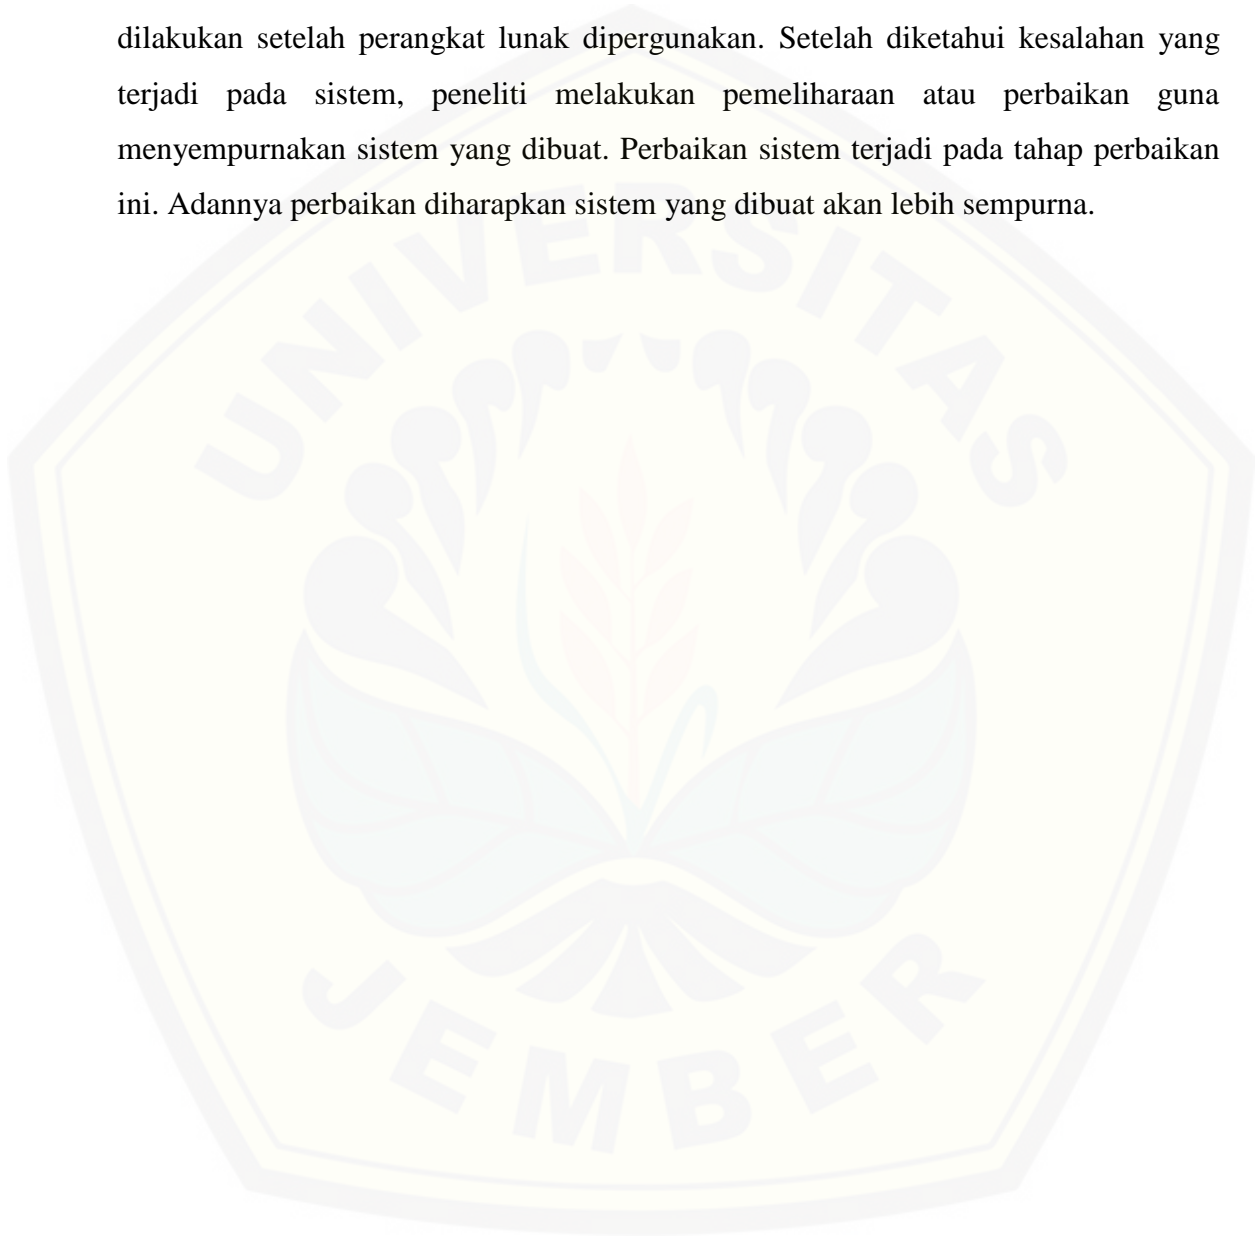 dilakukan setelah perangkat lunak dipergunakan. Setelah diketahui kesalahan yang
terjadi pada sistem, peneliti melakukan pemeliharaan atau perbaikan guna
menyempurnakan sistem yang dibuat. Perbaikan sistem terjadi pada tahap perbaikan
ini. Adannya perbaikan diharapkan sistem yang dibuat akan lebih sempurna.
UNIVERSITAS
JEMBER